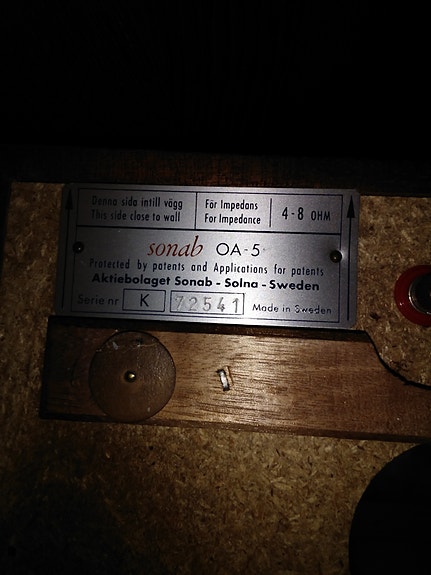 Denna sida intill vägg
This side close to wall
För Impedans
For Impedance
4-8 OHM
sonab OA-5
Protected by patents and Applications for patents
Aktiebolaget Sonab - Solna - Sweden
Serie nr K 72541 Made in Sweden